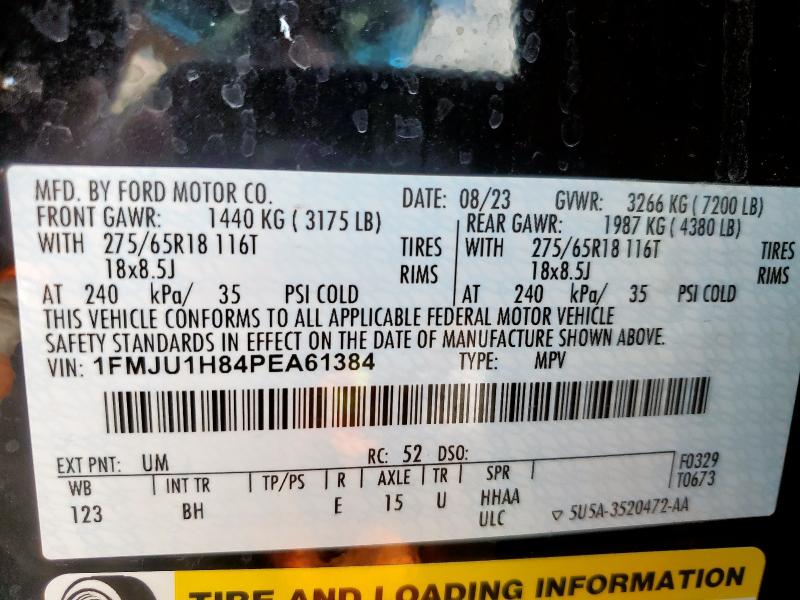 MFD. BY FORD MOTOR CO. DATE: 08/23 GVWR: 3266 KG ( 7200 LB)
FRONT GAWR: 1440 KG ( 3175 LB) REAR GAWR: 1987 KG ( 4380 LB)
WITH 275/65R18 116T TIRES WITH 275/65R18 116T TIRES
18x8.5J RIMS 18x8.5J RIMS
AT 240 kPa/ 35 PSI COLD AT 240 kPa/ 35 PSI COLD
THIS VEHICLE CONFORMS TO ALL APPLICABLE FEDERAL MOTOR VEHICLE
SAFETY STANDARDS IN EFFECT ON THE DATE OF MANUFACTURE SHOWN ABOVE.
VIN: 1FMJU1H84PEA61384 TYPE: MPV
EXT PNT: UM RC: 52 DSO: F0329
WB INT TR TP/PS R AXLE TR SPR T0673
123 BH E 15 U HHAA
ULC 5U5A-3520472-AA
TIRE AND LOADING INFORMATION